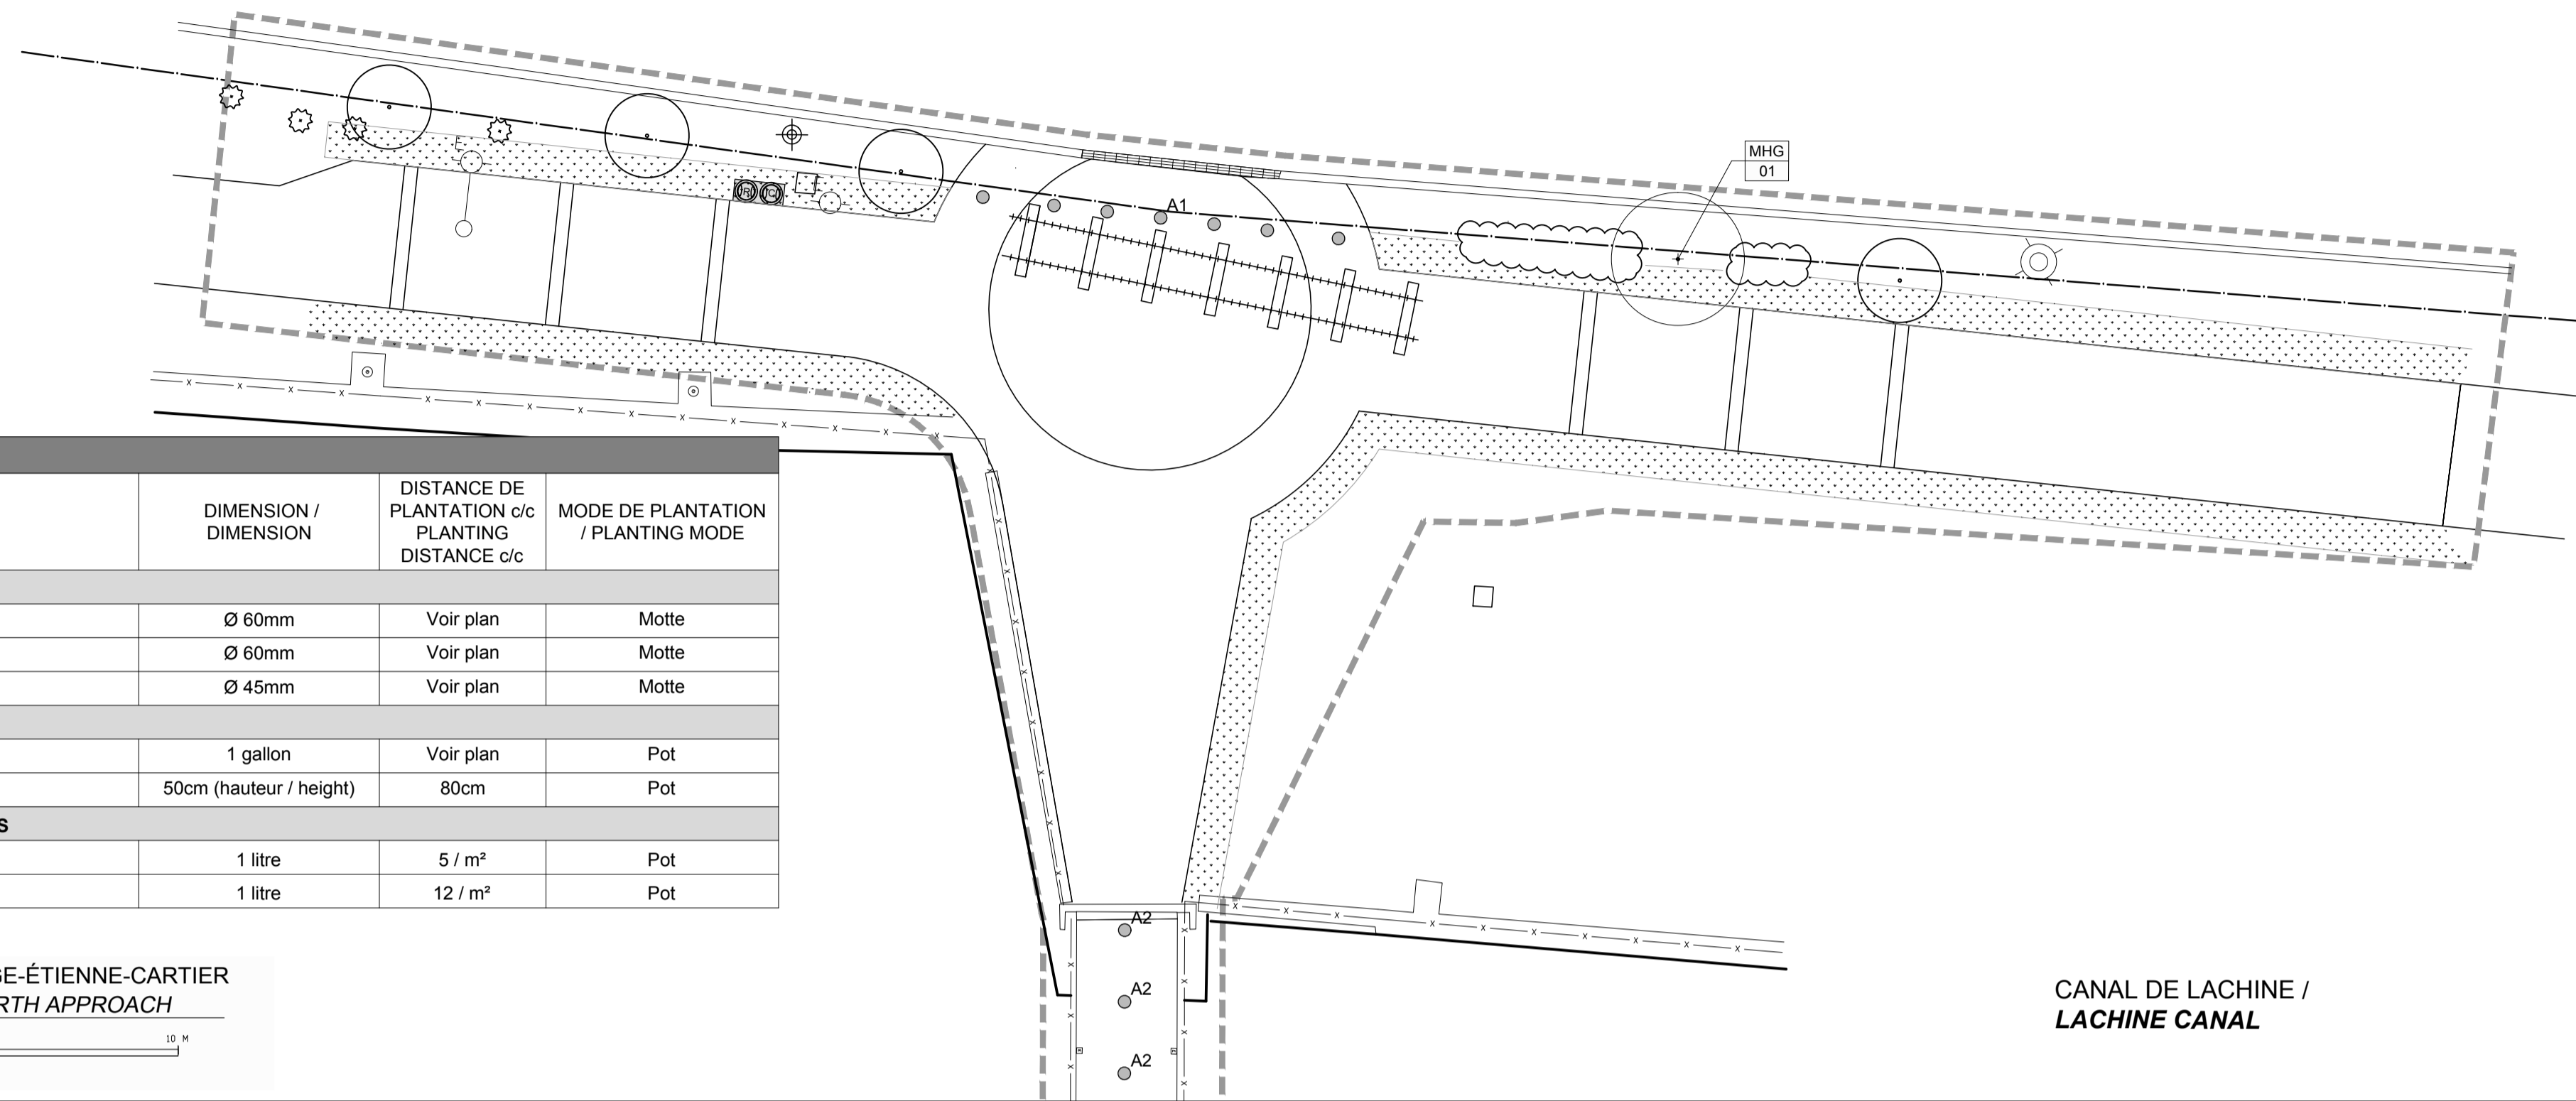 MHG
01
A1
DIMENSION /
DIMENSION
DISTANCE DE
PLANTATION c/c
PLANTING
DISTANCE c/c
MODE DE PLANTATION
/ PLANTING MODE
Ø 60mm Voir plan Motte
Ø 60mm Voir plan Motte
Ø 45mm Voir plan Motte
1 gallon Voir plan Pot
50cm (hauteur / height) 80cm Pot
S
1 litre 5 / m² Pot
1 litre 12 / m² Pot
A2
A2
A2
GE-ÉTIENNE-CARTIER
RTH APPROACH
10 M
CANAL DE LACHINE /
LACHINE CANAL